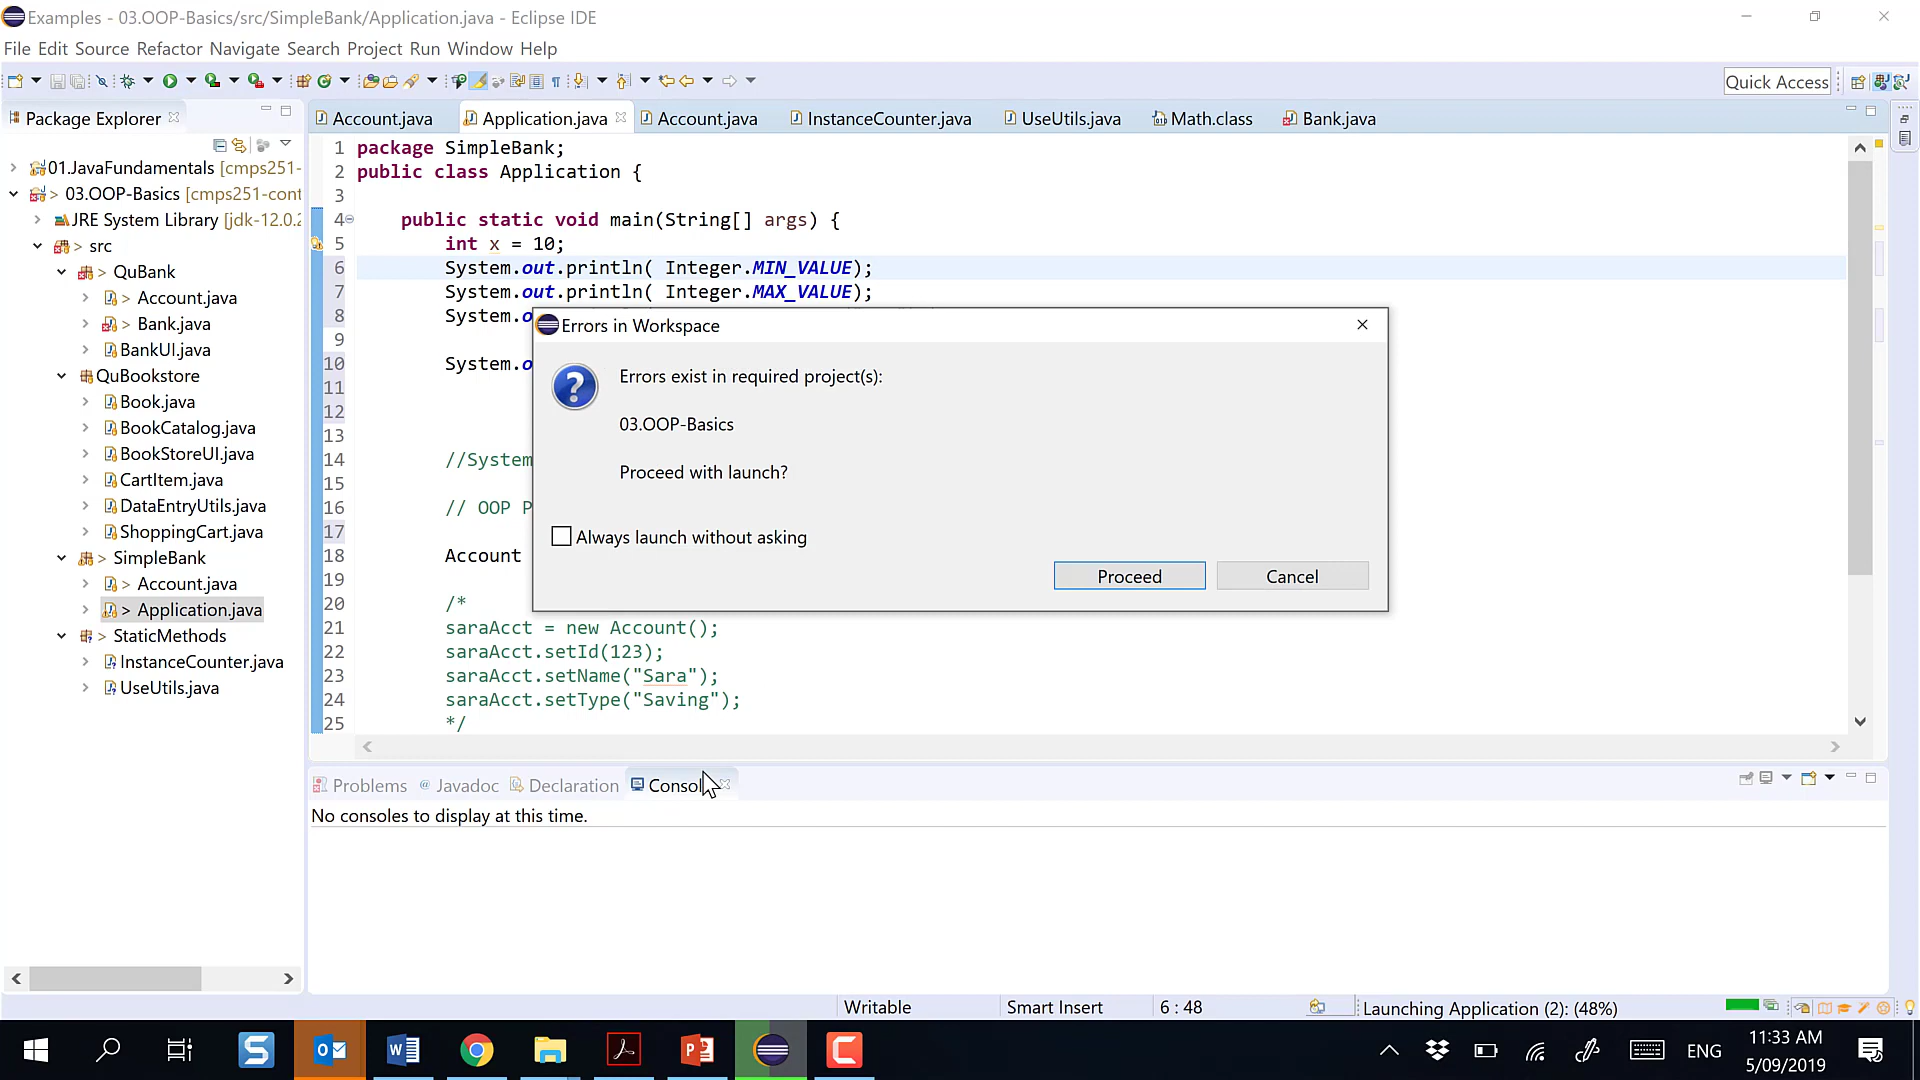 Examples - 03.OOP-Basics/src/SimpleBank/Application.java - Eclipse IDE
File Edit Source Refactor Navigate Search Project Run Window Help
Quick Access
Package Explorer
Account.java
Application.java
Account.java
InstanceCounter.java
UseUtils.java
Math.class
Bank.java
01.JavaFundamentals [cmps251-
> 03.OOP-Basics [cmps251-cont
JRE System Library [jdk-12.0.2
> src
> QuBank
> Account.java
> Bank.java
BankUI.java
QuBookstore
Book.java
BookCatalog.java
BookStoreUI.java
CartItem.java
DataEntryUtils.java
ShoppingCart.java
> SimpleBank
> Account.java
> Application.java
> StaticMethods
InstanceCounter.java
UseUtils.java
1 package SimpleBank;
2 public class Application {
3
4 public static void main(String[] args) {
5 int x = 10;
6 System.out.println( Integer.MIN_VALUE);
7 System.out.println( Integer.MAX_VALUE);
8 System.o
9
10 System.o
11
12
13
14 //System
15
16 // OOP P
17
18 Account
19
20 /*
21 saraAcct = new Account();
22 saraAcct.setId(123);
23 saraAcct.setName("Sara");
24 saraAcct.setType("Saving");
25 */
Errors in Workspace
Errors exist in required project(s):
03.OOP-Basics
Proceed with launch?
Always launch without asking
Proceed
Cancel
Problems
@ Javadoc
Declaration
Consol
No consoles to display at this time.
Writable
Smart Insert
6 : 48
Launching Application (2): (48%)
ENG
11:33 AM
5/09/2019